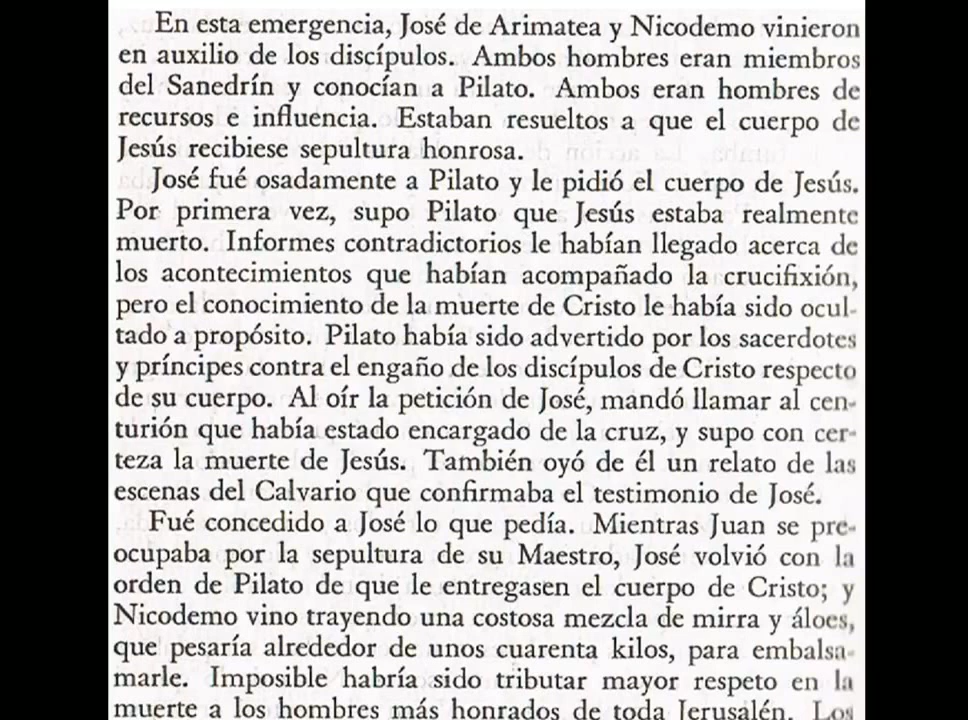 En esta emergencia, José de Arimatea y Nicodemo vinieron
en auxilio de los discípulos. Ambos hombres eran miembros
del Sanedrín y conocían a Pilato. Ambos eran hombres de
recursos e influencia. Estaban resueltos a que el cuerpo de
Jesús recibiese sepultura honrosa.
José fué osadamente a Pilato y le pidió el cuerpo de Jesús.
Por primera vez, supo Pilato que Jesús estaba realmente
muerto. Informes contradictorios le habían llegado acerca de
los acontecimientos que habían acompañado la crucifixión,
pero el conocimiento de la muerte de Cristo le había sido ocul-
tado a propósito. Pilato había sido advertido por los sacerdotes
y príncipes contra el engaño de los discípulos de Cristo respecto
de su cuerpo. Al oír la petición de José, mandó llamar al cen-
turión que había estado encargado de la cruz, y supo con cer-
teza la muerte de Jesús. También oyó de él un relato de las
escenas del Calvario que confirmaba el testimonio de José.
Fué concedido a José lo que pedía. Mientras Juan se pre-
ocupaba por la sepultura de su Maestro, José volvió con la
orden de Pilato de que le entregasen el cuerpo de Cristo; y
Nicodemo vino trayendo una costosa mezcla de mirra y áloes,
que pesaría alrededor de unos cuarenta kilos, para embalsa-
marle. Imposible habría sido tributar mayor respeto en la
muerte a los hombres más honrados de toda Jerusalén. Los